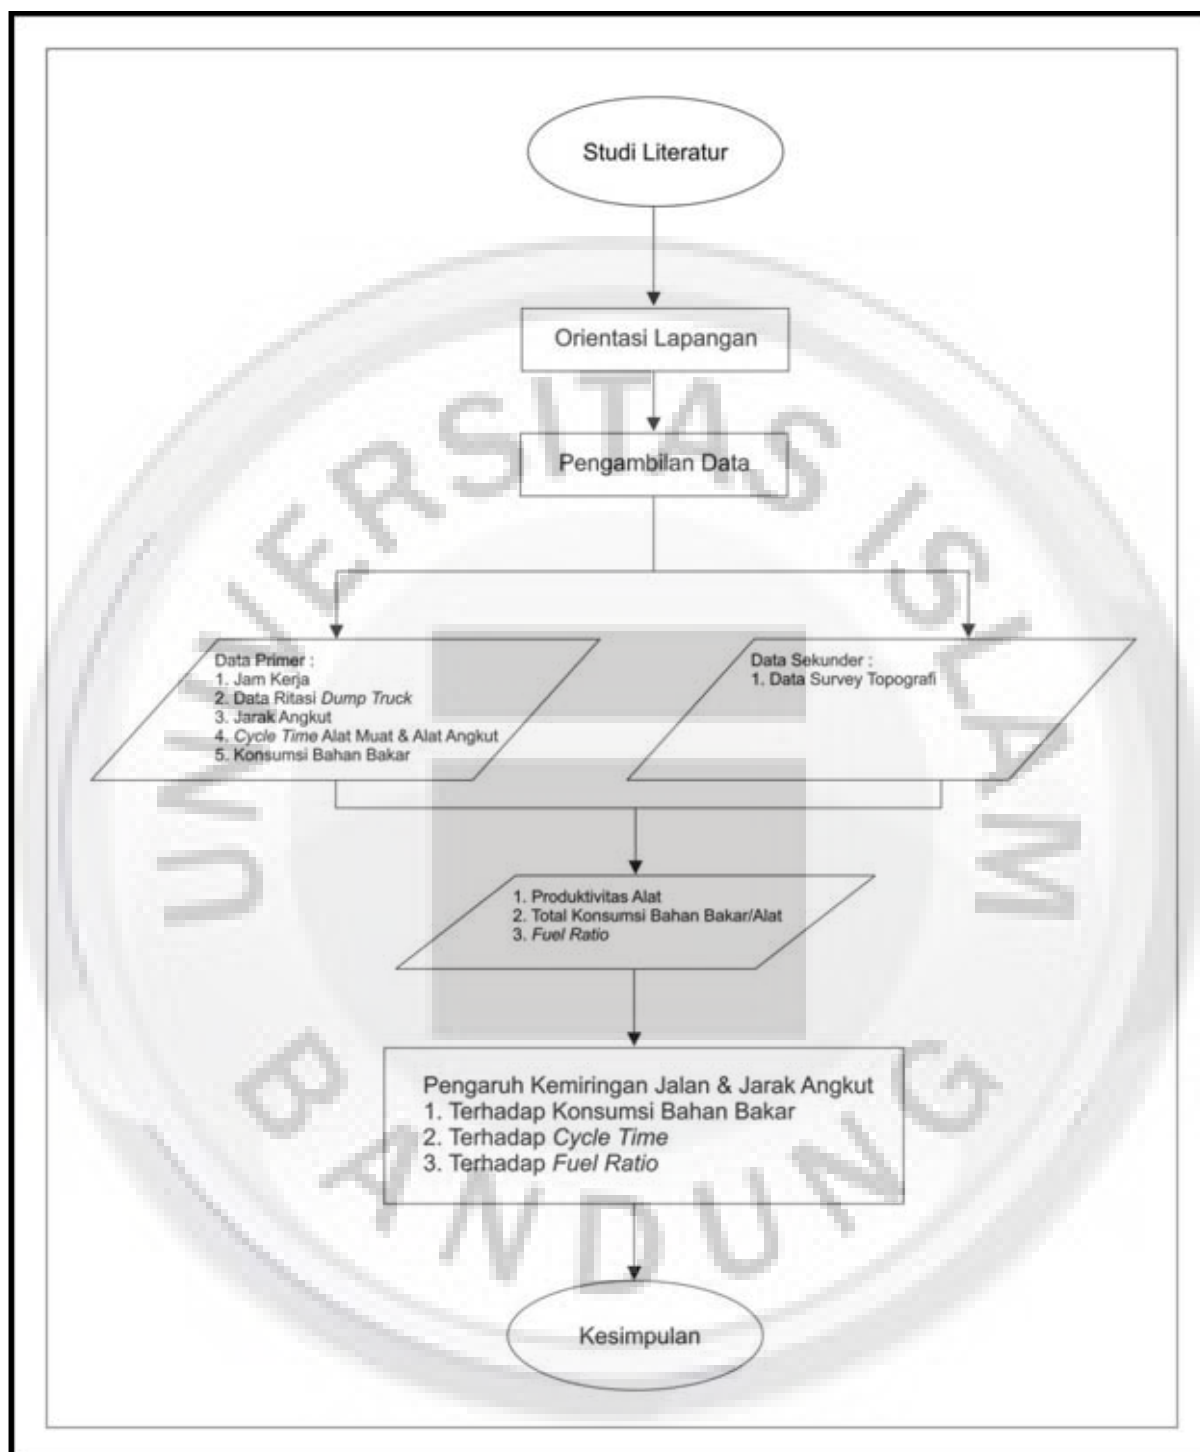 Studi Literatur
Orientasi Lapangan
Pengambilan Data
Data Primer :
1. Jam Kerja
2. Data Ritasi Dump Truck
3. Jarak Angkut
4. Cycle Time Alat Muat & Alat Angkut
5. Konsumsi Bahan Bakar
Data Sekunder :
1. Data Survey Topografi
1. Produktivitas Alat
2. Total Konsumsi Bahan Bakar/Alat
3. Fuel Ratio
Pengaruh Kemiringan Jalan & Jarak Angkut
1. Terhadap Konsumsi Bahan Bakar
2. Terhadap Cycle Time
3. Terhadap Fuel Ratio
Kesimpulan
UNIVERSITAS ISLAM
BANDUNG